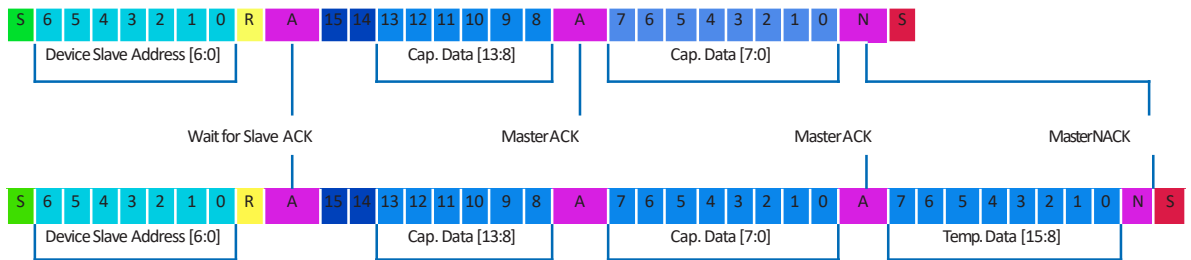 S 6 5 4 3 2 1 0 R A 15 14 13 12 11 10 9 8 A 7 6 5 4 3 2 1 0 N S
Device Slave Address [6:0] Cap. Data [13:8] Cap. Data [7:0]
Wait for Slave ACK Master ACK Master ACK Master NACK
S 6 5 4 3 2 1 0 R A 15 14 13 12 11 10 9 8 A 7 6 5 4 3 2 1 0 A 7 6 5 4 3 2 1 0 N S
Device Slave Address [6:0] Cap. Data [13:8] Cap. Data [7:0] Temp. Data [15:8]